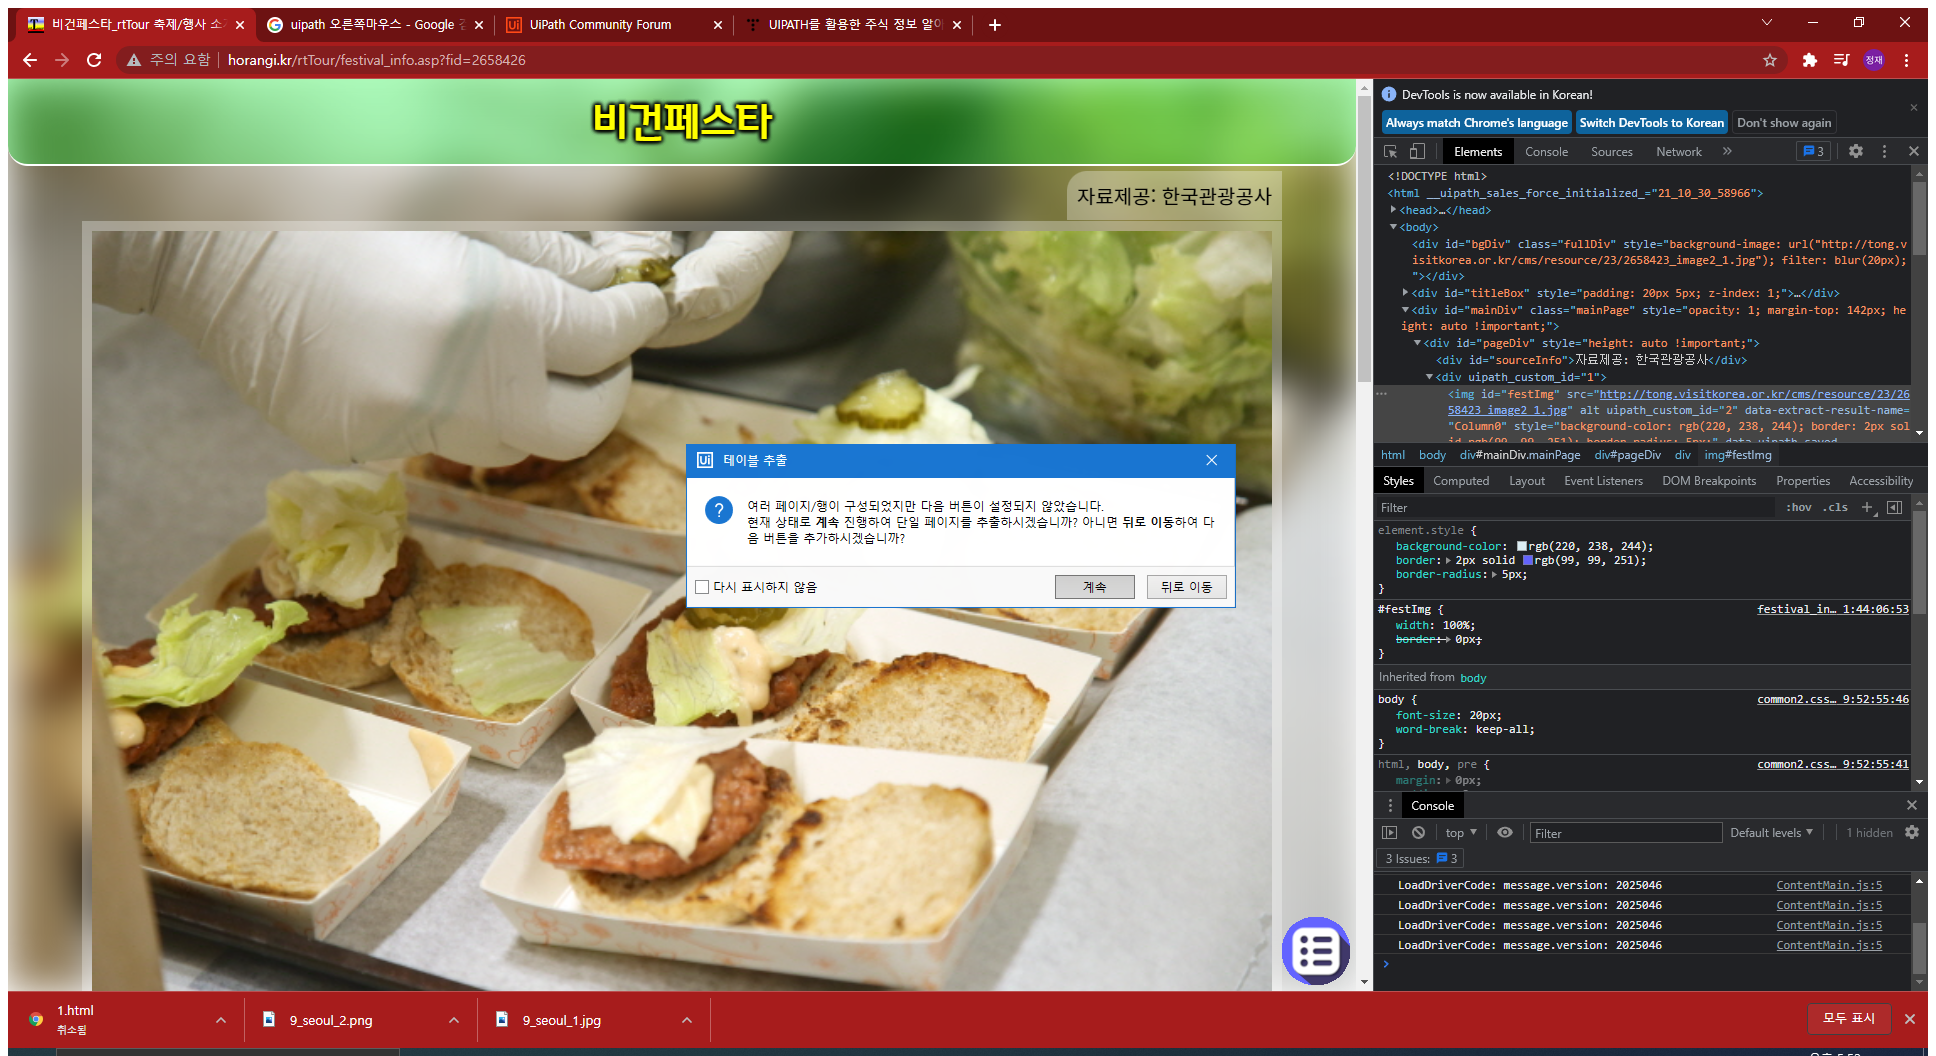 비건페스타_rtTour 축제/행사 소
uipath 오른쪽마우스 - Google
UiPath Community Forum
UIPATH를 활용한 주식 정보 알아
주의 요함
horangi.kr/rtTour/festival_info.asp?fid=2658426
정재
비건페스타
자료제공: 한국관광공사
Ui 테이블 추출
여러 페이지/행이 구성되었지만 다음 버튼이 설정되지 않았습니다.
현재 상태로 계속 진행하여 단일 페이지를 추출하시겠습니까? 아니면 뒤로 이동하여 다
음 버튼을 추가하시겠습니까?
다시 표시하지 않음
계속
뒤로 이동
DevTools is now available in Korean!
Always match Chrome's language
Switch DevTools to Korean
Don't show again
Elements
Console
Sources
Network
3
<!DOCTYPE html>
<html __uipath_sales_force_initialized_="21_10_30_58966">
<head>…</head>
<body>
<div id="bgDiv" class="fullDiv" style="background-image: url("http://tong.v
isitkorea.or.kr/cms/resource/23/2658423_image2_1.jpg"); filter: blur(20px);
"></div>
<div id="titleBox" style="padding: 20px 5px; z-index: 1;">…</div>
<div id="mainDiv" class="mainPage" style="opacity: 1; margin-top: 142px; he
ight: auto !important;">
<div id="pageDiv" style="height: auto !important;">
<div id="sourceInfo">자료제공: 한국관광공사</div>
<div uipath_custom_id="1">
<img id="festImg" src="http://tong.visitkorea.or.kr/cms/resource/23/26
58423_image2_1.jpg" alt uipath_custom_id="2" data-extract-result-name=
"Column0" style="background-color: rgb(220, 238, 244); border: 2px sol
id rgb(99, 99, 251); border-radius: 5px;" data-uipath-saved
html body div#mainDiv.mainPage div#pageDiv div img#festImg
Styles
Computed
Layout
Event Listeners
DOM Breakpoints
Properties
Accessibility
Filter
:hov .cls
element.style {
background-color: rgb(220, 238, 244);
border: 2px solid rgb(99, 99, 251);
border-radius: 5px;
}
#festImg {
festival_in… 1:44:06:53
width: 100%;
border: 0px;
}
Inherited from body
body {
common2.css… 9:52:55:46
font-size: 20px;
word-break: keep-all;
}
html, body, pre {
common2.css… 9:52:55:41
margin: 0px;
Console
top
Filter
Default levels
1 hidden
3 Issues: 3
LoadDriverCode: message.version: 2025046 ContentMain.js:5
LoadDriverCode: message.version: 2025046 ContentMain.js:5
LoadDriverCode: message.version: 2025046 ContentMain.js:5
LoadDriverCode: message.version: 2025046 ContentMain.js:5
1.html
취소됨
9_seoul_2.png
9_seoul_1.jpg
모두 표시